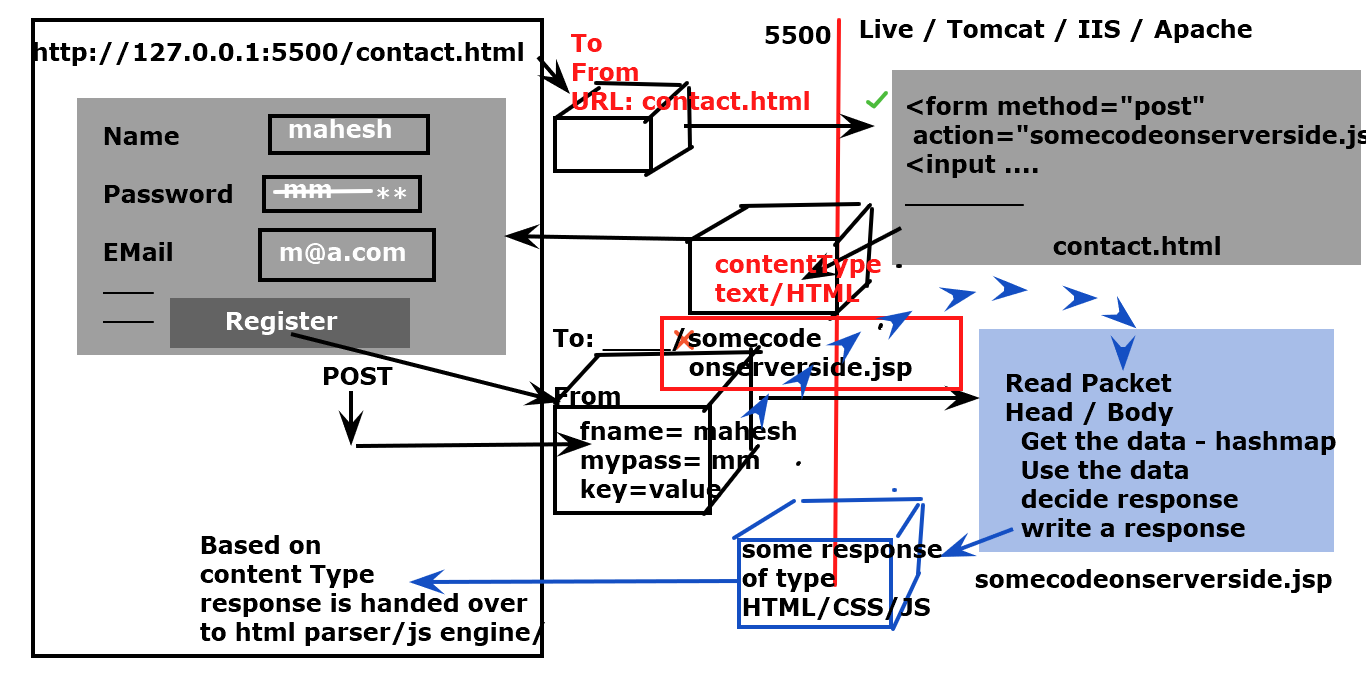 http://127.0.0.1:5500/contact.html
Name
mahesh
Password
mm **
EMail
m@a.com
Register
POST
Based on
content Type
response is handed over
to html parser/js engine/
To
From
URL: contact.html
5500
Live / Tomcat / IIS / Apache
<form method="post"
action="somecodeonserverside.js
<input ....
contact.html
contentType
text/HTML
To: _____/somecode
onserverside.jsp
From
fname= mahesh
mypass= mm
key=value
Read Packet
Head / Body
Get the data - hashmap
Use the data
decide response
write a response
somecodeonserverside.jsp
some response
of type
HTML/CSS/JS